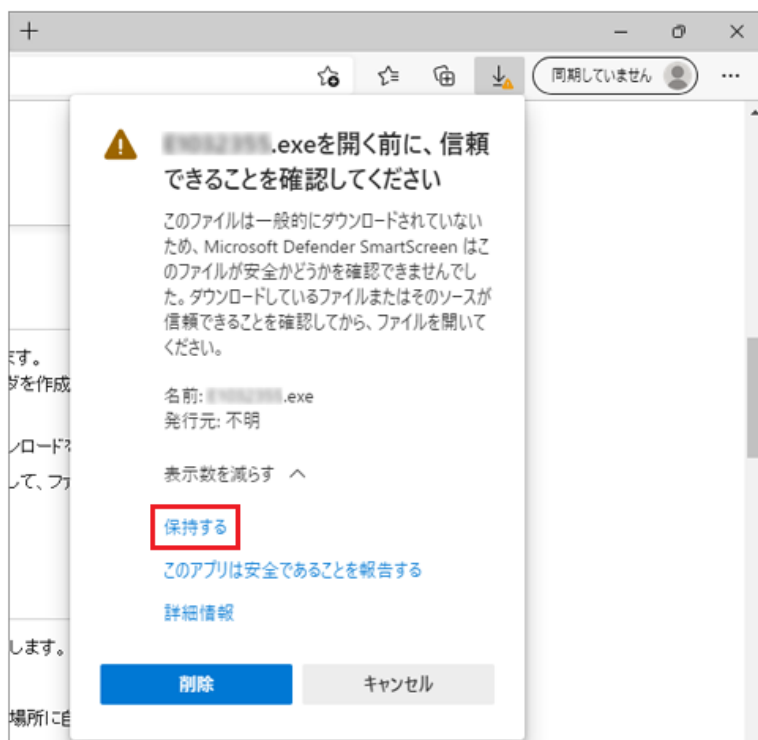 同期していません
.exeを開く前に、信頼
できることを確認してください
このファイルは一般的にダウンロードされていない
ため、Microsoft Defender SmartScreen はこ
のファイルが安全かどうかを確認できませんでし
た。ダウンロードしているファイルまたはそのソースが
信頼できることを確認してから、ファイルを開いて
ください。
ます。
ダを作成
名前: .exe
発行元: 不明
ンロードを
表示数を減らす
して、ファ
保持する
このアプリは安全であることを報告する
詳細情報
します。
削除
キャンセル
場所に自